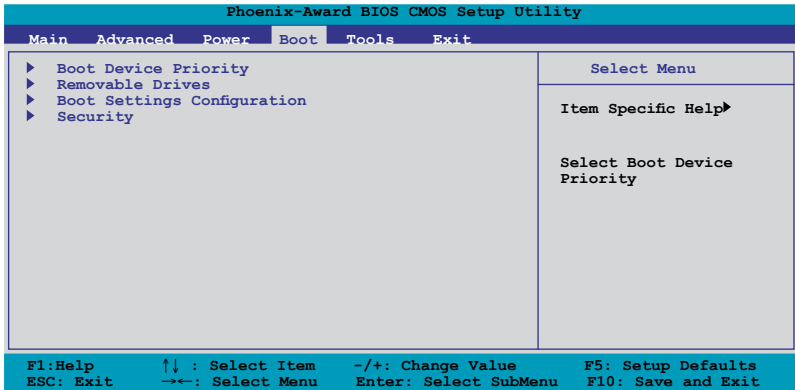 Phoenix-Award BIOS CMOS Setup Utility
Main Advanced Power Boot Tools Exit
Boot Device Priority
Removable Drives
Boot Settings Configuration
Security
Select Menu
Item Specific Help
Select Boot Device
Priority
F1:Help ↑↓ : Select Item -/+: Change Value F5: Setup Defaults
ESC: Exit →←: Select Menu Enter: Select SubMenu F10: Save and Exit